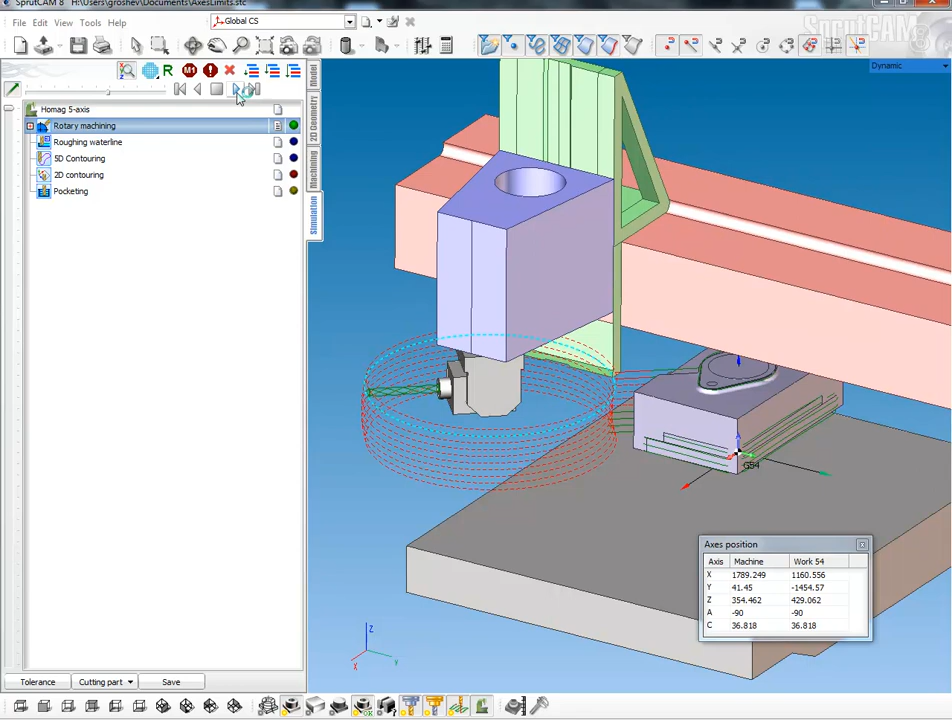 SprutCAM 8 H:\Users\groshev\Documents\AxesLimits.stc
File Edit View Tools Help
Global CS
SprutCAM
Dynamic
R M1
Model
2D Geometry
Machining
Simulation
Homag 5-axis
Rotary machining
Roughing waterline
5D Contouring
2D contouring
Pocketing
A
G54
Axes position
Axis Machine Work 54
X 1789.249 1160.556
Y 41.45 -1454.57
Z 354.462 429.062
A -90 -90
C 36.818 36.818
Z
X Y
Tolerance Cutting part Save